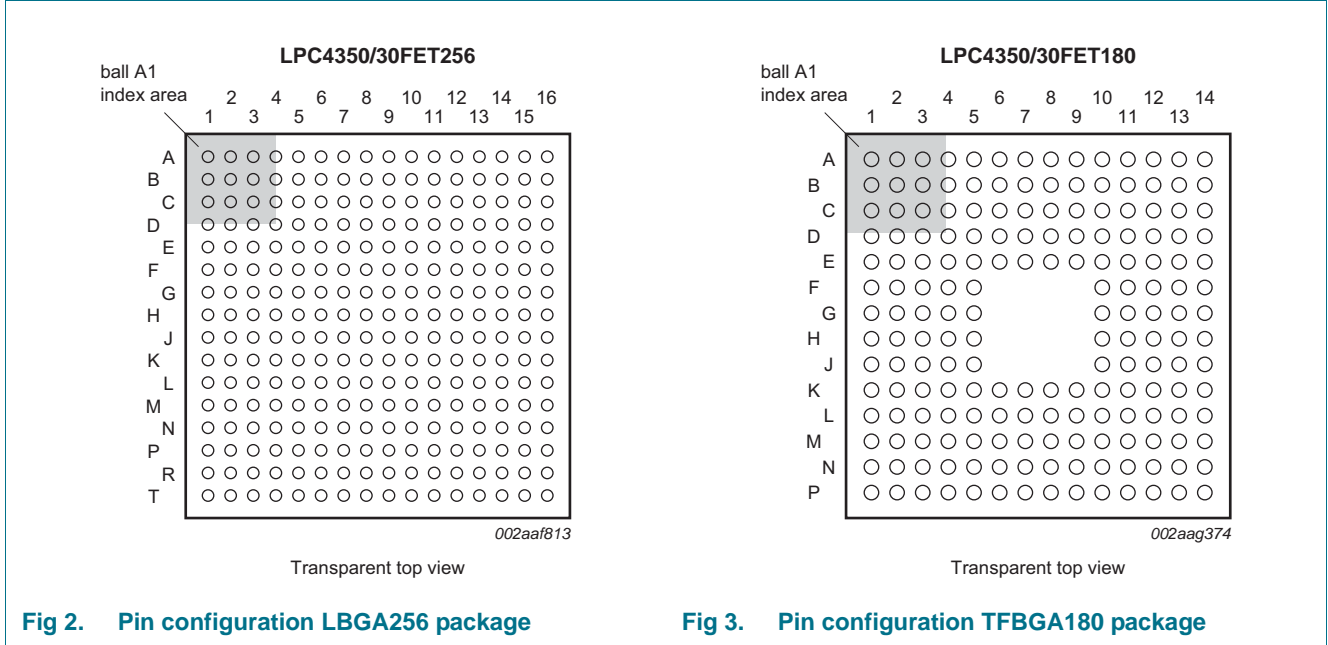 LPC4350/30FET256
ball A1
index area
2 4 6 8 10 12 14 16
1 3 5 7 9 11 13 15
A
B
C
D
E
F
G
H
J
K
L
M
N
P
R
T
002aaf813
Transparent top view
Fig 2. Pin configuration LBGA256 package
LPC4350/30FET180
ball A1
index area
2 4 6 8 10 12 14
1 3 5 7 9 11 13
A
B
C
D
E
F
G
H
J
K
L
M
N
P
002aag374
Transparent top view
Fig 3. Pin configuration TFBGA180 package